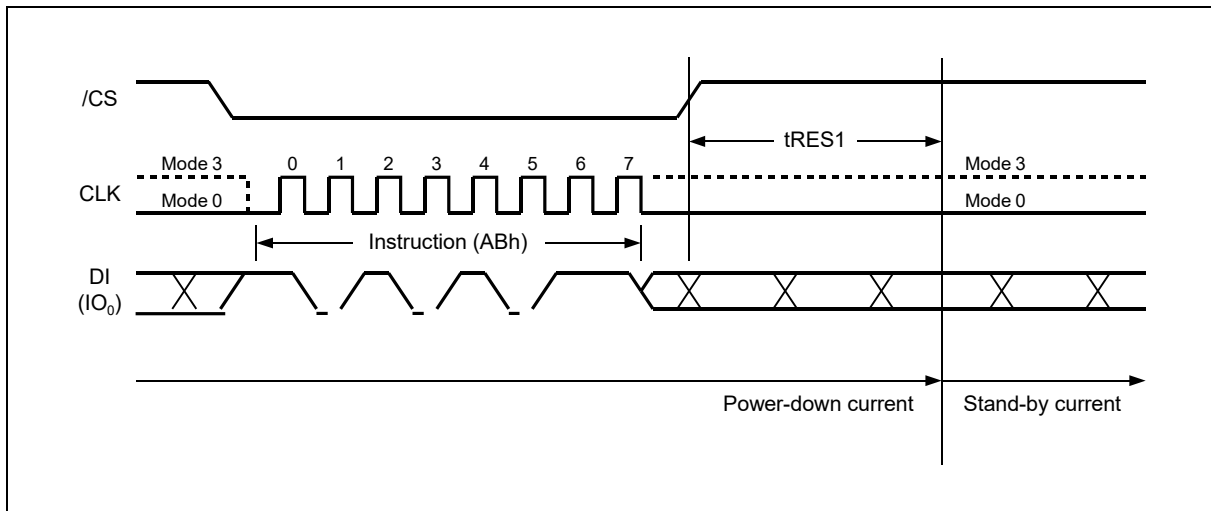 /CS
tRES1
Mode 3
0 1 2 3 4 5 6 7
Mode 3
CLK
Mode 0
Mode 0
Instruction (ABh)
DI
(IO₀)
Power-down current
Stand-by current